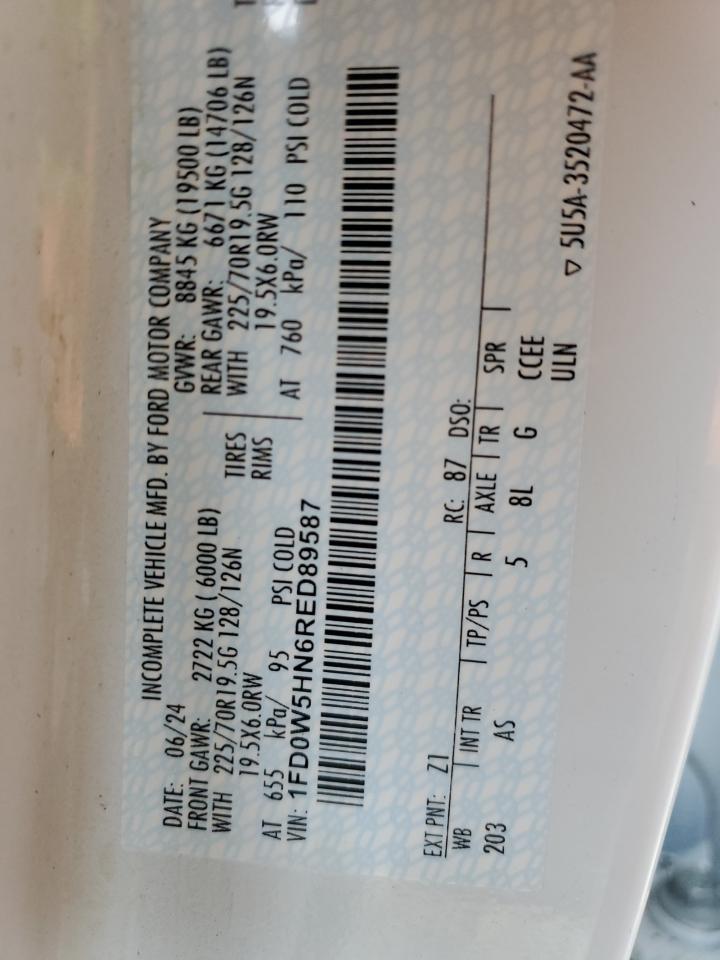 INCOMPLETE VEHICLE MFD. BY FORD MOTOR COMPANY
DATE: 06/24 GVWR: 8845 KG (19500 LB)
FRONT GAWR: 2722 KG ( 6000 LB) REAR GAWR: 6671 KG (14706 LB)
WITH 225/70R19.5G 128/126N TIRES WITH 225/70R19.5G 128/126N
19.5X6.0RW RIMS 19.5X6.0RW
AT 655 kPa/ 95 PSI COLD AT 760 kPa/ 110 PSI COLD
VIN: 1FD0W5HN6RED89587
EXT PNT: Z1 RC: 87 DSO:
WB | INT TR | TP/PS | R | AXLE | TR | SPR
203 AS 5 8L G CCEE
ULN
▽ 5U5A-3520472-AA